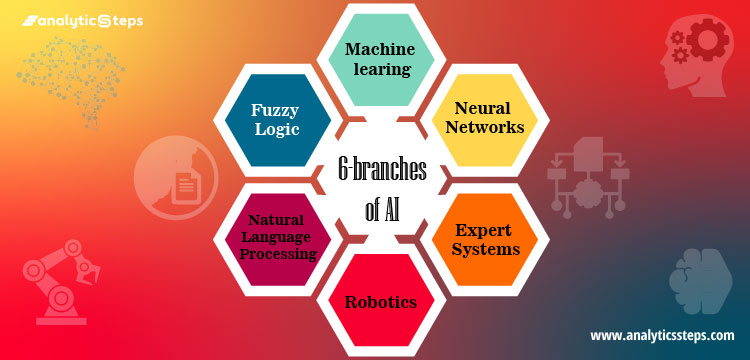 analyticSteps
Machine
learing
Fuzzy
Logic
Neural
Networks
6-branches
of AI
Natural
Language
Processing
Expert
Systems
Robotics
www.analyticssteps.com